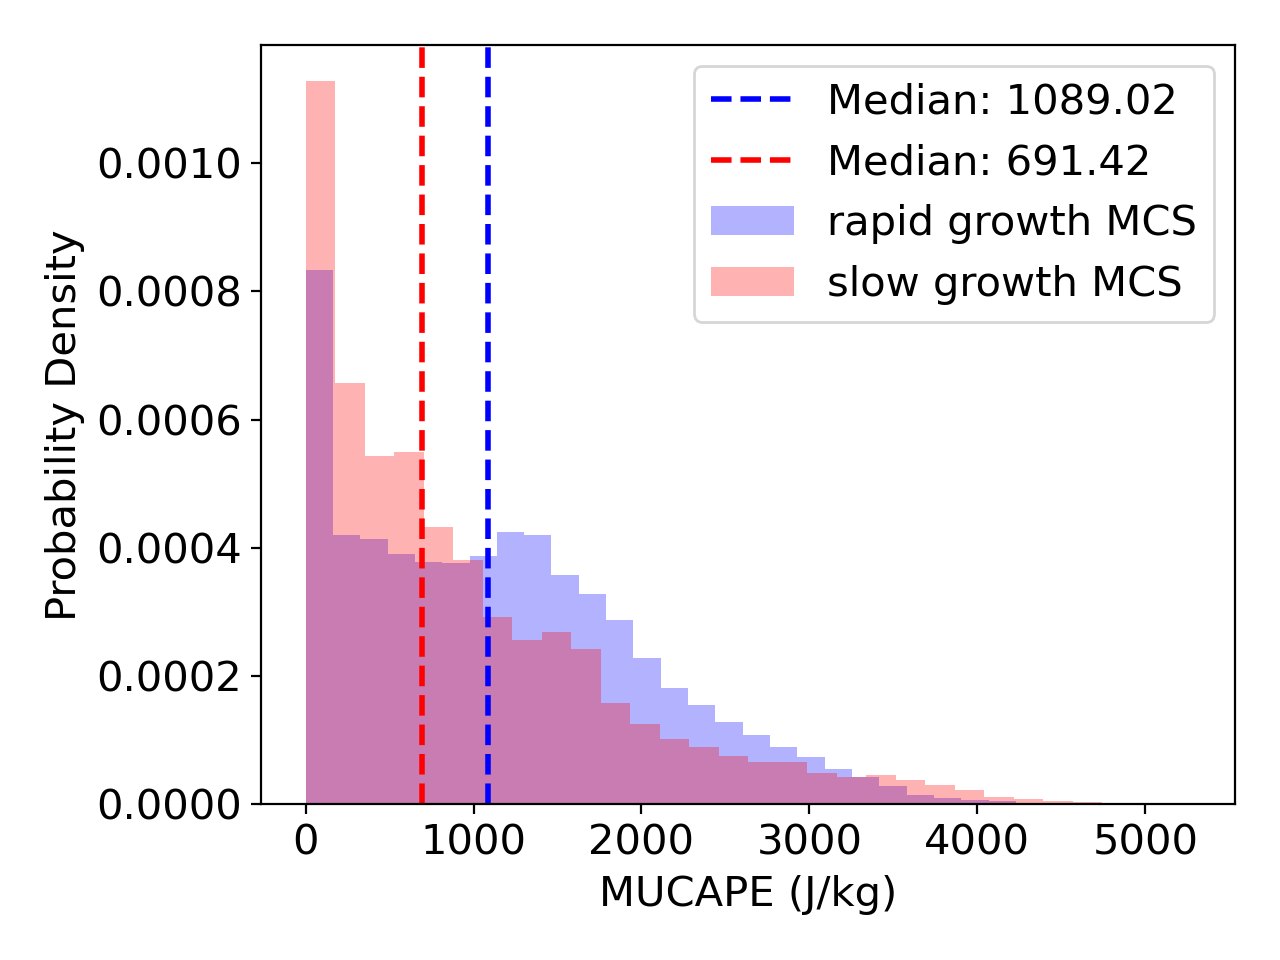 Median: 1089.02
Median: 691.42
rapid growth MCS
slow growth MCS
Probability Density
0.0010
0.0008
0.0006
0.0004
0.0002
0.0000
0 1000 2000 3000 4000 5000
MUCAPE (J/kg)